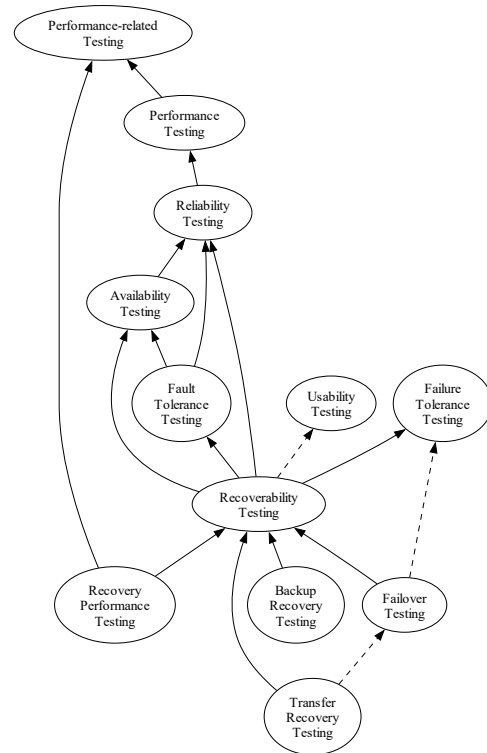 Performance-related
Testing
Performance
Testing
Reliability
Testing
Availability
Testing
Fault
Tolerance Testing
Usability
Testing
Failure
Tolerance
Testing
Recoverability
Testing
Recovery
Performance
Testing
Backup
Recovery
Testing
Failover
Testing
Transfer
Recovery
Testing